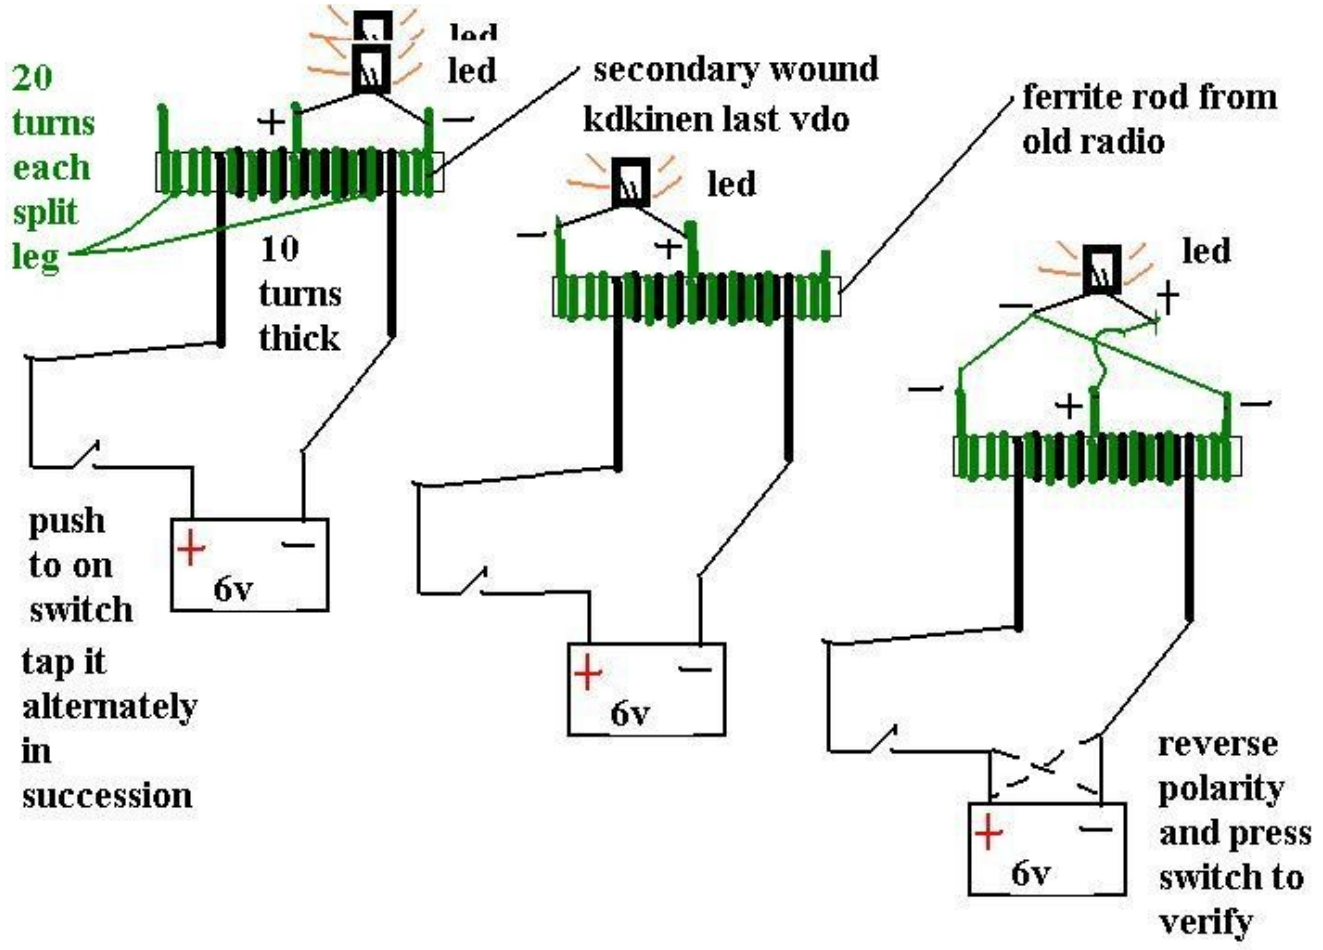 led
led
20
turns
each
split
leg
+
−
10
turns
thick
secondary wound
kdkinen last vdo
ferrite rod from
old radio
led
−
+
led
−
+
−
+
−
push
to on
switch
+
−
6v
tap it
alternately
in
succession
+
−
6v
reverse
polarity
and press
switch to
verify
+
−
6v